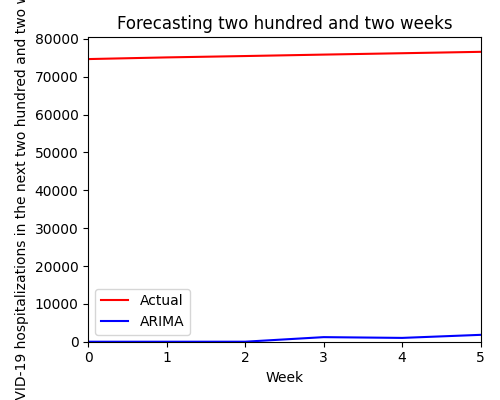 Forecasting two hundred and two weeks
VID-19 hospitalizations in the next two hundred and two
80000
70000
60000
50000
40000
30000
20000
10000
0
Actual
ARIMA
0 1 2 3 4 5
Week